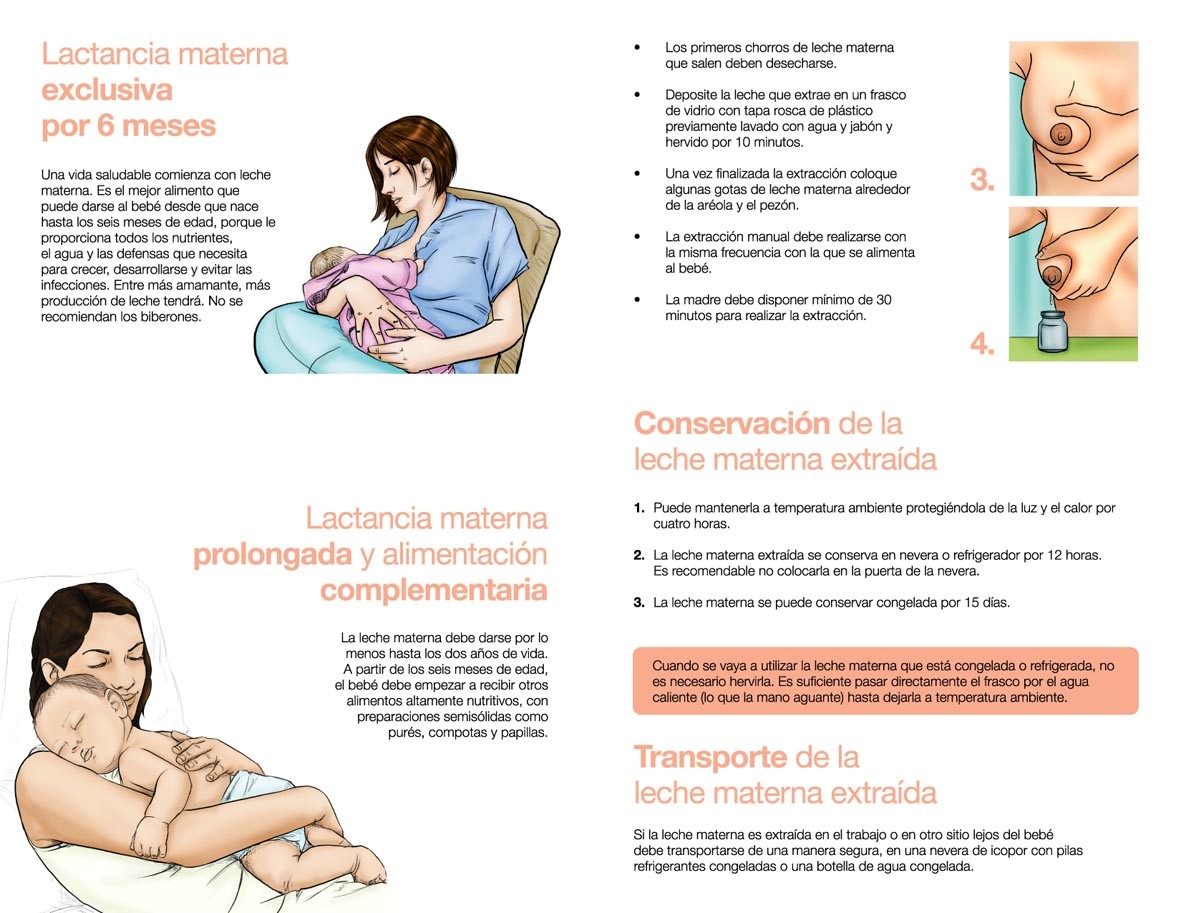 Lactancia materna
exclusiva
por 6 meses
Una vida saludable comienza con leche
materna. Es el mejor alimento que
puede darse al bebé desde que nace
hasta los seis meses de edad, porque le
proporciona todos los nutrientes,
el agua y las defensas que necesita
para crecer, desarrollarse y evitar las
infecciones. Entre más amamante, más
producción de leche tendrá. No se
recomiendan los biberones.
Lactancia materna
prolongada y alimentación
complementaria
La leche materna debe darse por lo
menos hasta los dos años de vida.
A partir de los seis meses de edad,
el bebé debe empezar a recibir otros
alimentos altamente nutritivos, con
preparaciones semisólidas como
purés, compotas y papillas.
• Los primeros chorros de leche materna
que salen deben desecharse.
• Deposite la leche que extrae en un frasco
de vidrio con tapa rosca de plástico
previamente lavado con agua y jabón y
hervido por 10 minutos.
• Una vez finalizada la extracción coloque
algunas gotas de leche materna alrededor
de la aréola y el pezón.
• La extracción manual debe realizarse con
la misma frecuencia con la que se alimenta
al bebé.
• La madre debe disponer mínimo de 30
minutos para realizar la extracción.
3.
4.
Conservación de la
leche materna extraída
1. Puede mantenerla a temperatura ambiente protegiéndola de la luz y el calor por
cuatro horas.
2. La leche materna extraída se conserva en nevera o refrigerador por 12 horas.
Es recomendable no colocarla en la puerta de la nevera.
3. La leche materna se puede conservar congelada por 15 días.
Cuando se vaya a utilizar la leche materna que está congelada o refrigerada, no
es necesario hervirla. Es suficiente pasar directamente el frasco por el agua
caliente (lo que la mano aguante) hasta dejarla a temperatura ambiente.
Transporte de la
leche materna extraída
Si la leche materna es extraída en el trabajo o en otro sitio lejos del bebé
debe transportarse de una manera segura, en una nevera de icopor con pilas
refrigerantes congeladas o una botella de agua congelada.